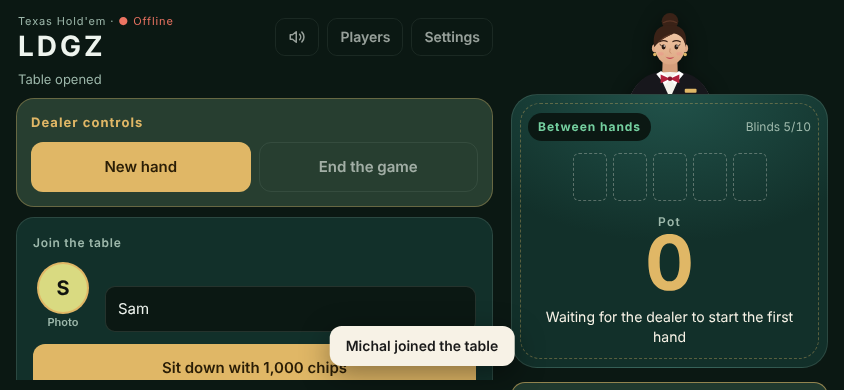 Texas Hold'em · Offline
LDGZ
Table opened
Players
Settings
Dealer controls
New hand
End the game
Join the table
S
Photo
Sam
Sit down with 1,000 chips
Michal joined the table
Between hands
Blinds 5/10
Pot
0
Waiting for the dealer to start the first
hand